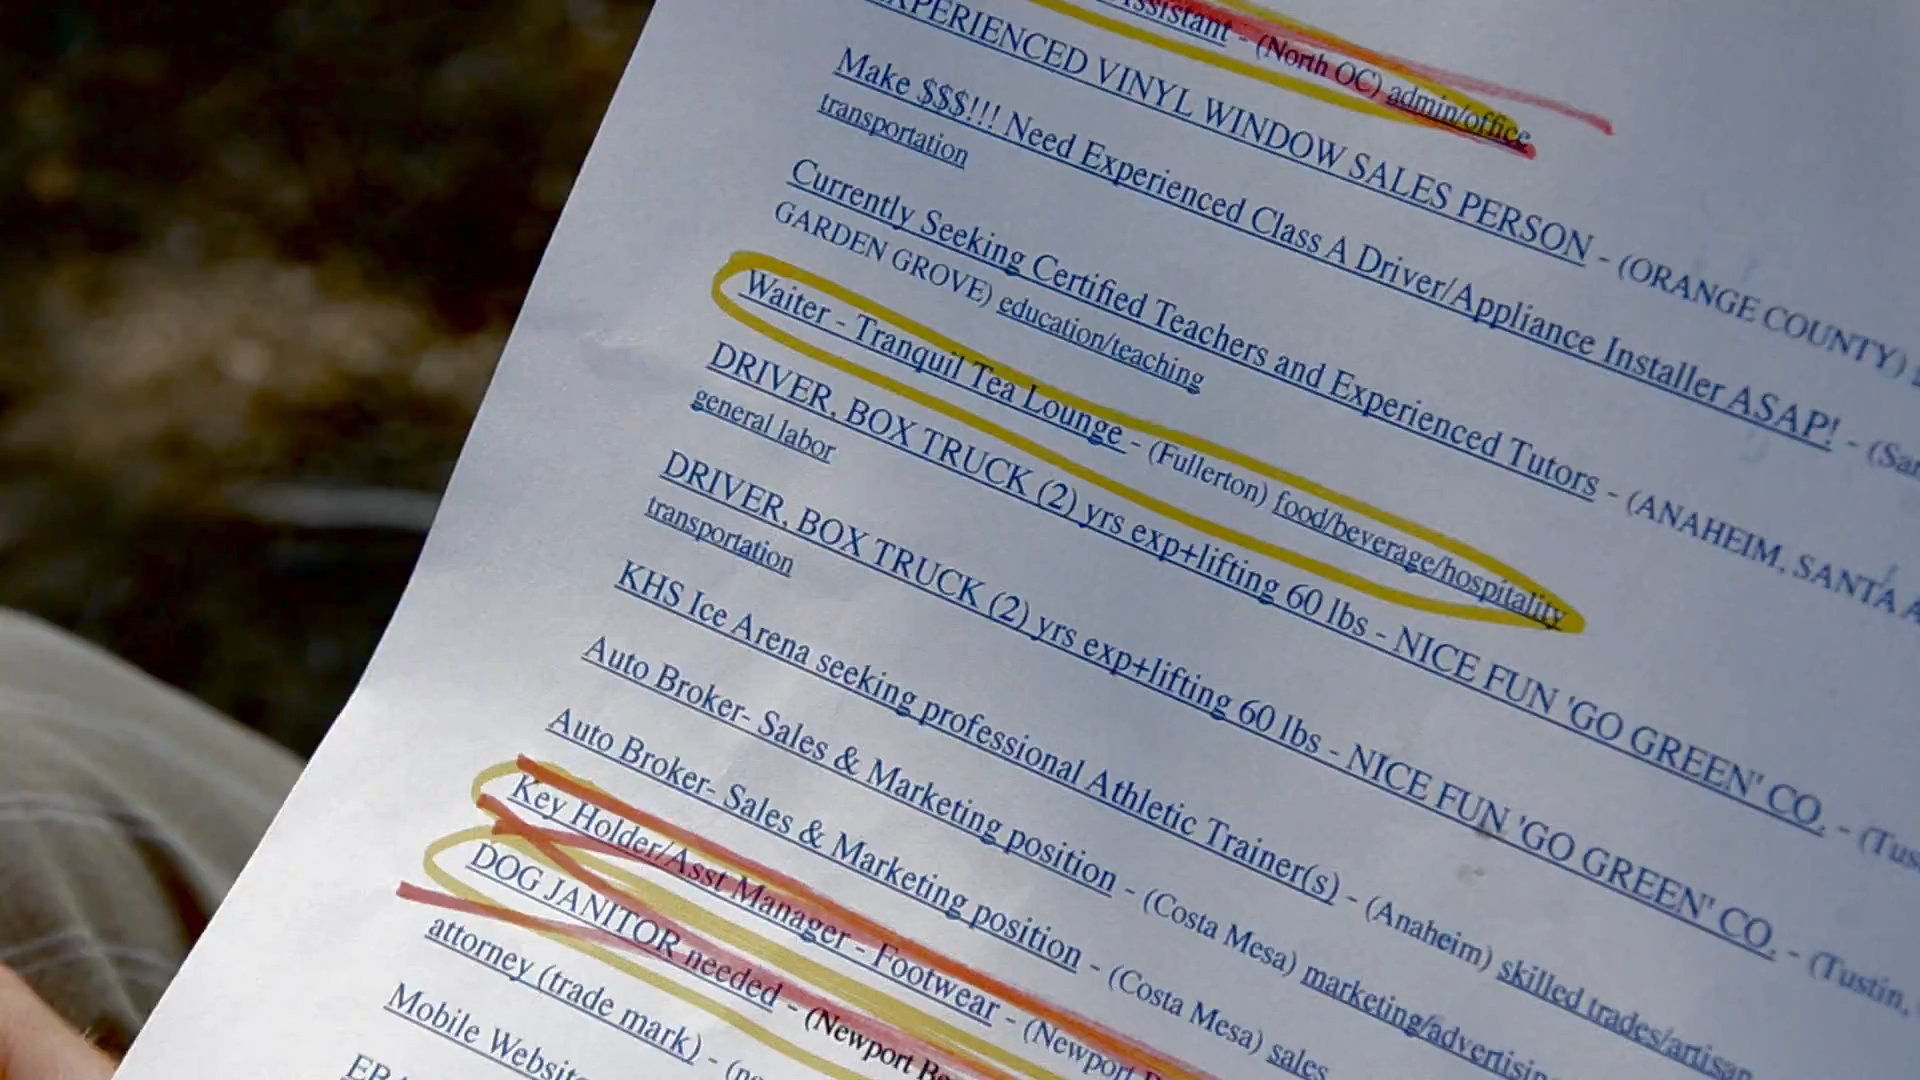 Assistant - (North OC) admin/office
EXPERIENCED VINYL WINDOW SALES PERSON - (ORANGE COUNTY)
Make $$$!!! Need Experienced Class A Driver/Appliance Installer ASAP! - (San
transportation
Currently Seeking Certified Teachers and Experienced Tutors - (ANAHEIM, SANTA A
GARDEN GROVE) education/teaching
Waiter - Tranquil Tea Lounge - (Fullerton) food/beverage/hospitality
DRIVER, BOX TRUCK (2) yrs exp+lifting 60 lbs - NICE FUN 'GO GREEN' CO. - (Tus
general labor
DRIVER, BOX TRUCK (2) yrs exp+lifting 60 lbs - NICE FUN 'GO GREEN' CO. - (Tustin,
transportation
KHS Ice Arena seeking professional Athletic Trainer(s) - (Anaheim) skilled trades/artisan
Auto Broker- Sales & Marketing position - (Costa Mesa) marketing/advertising
Auto Broker- Sales & Marketing position - (Costa Mesa) sales
Key Holder/Asst Manager - Footwear - (Newport
DOG JANITOR needed - (Newport Be
attorney (trade mark) -
Mobile Website